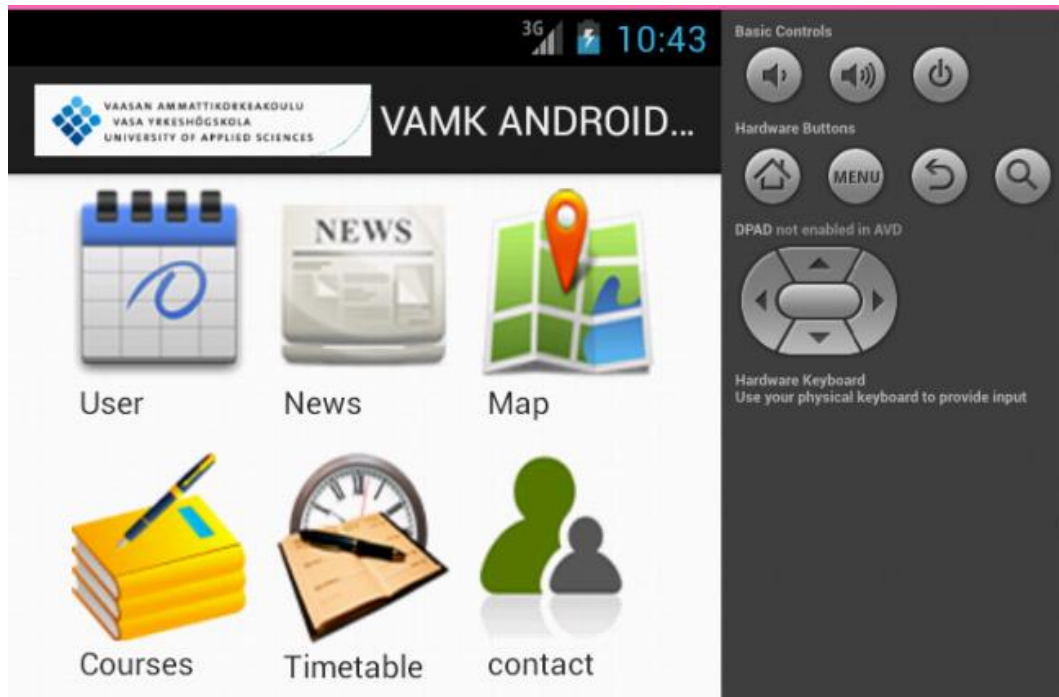 3G 10:43
VAASAN AMMATTIKORKEAKOULU
VASA YRKESHÖGSKOLA
UNIVERSITY OF APPLIED SCIENCES
VAMK ANDROID...
NEWS
User News Map
Courses Timetable contact
Basic Controls
Hardware Buttons
MENU
DPAD not enabled in AVD
Hardware Keyboard
Use your physical keyboard to provide input